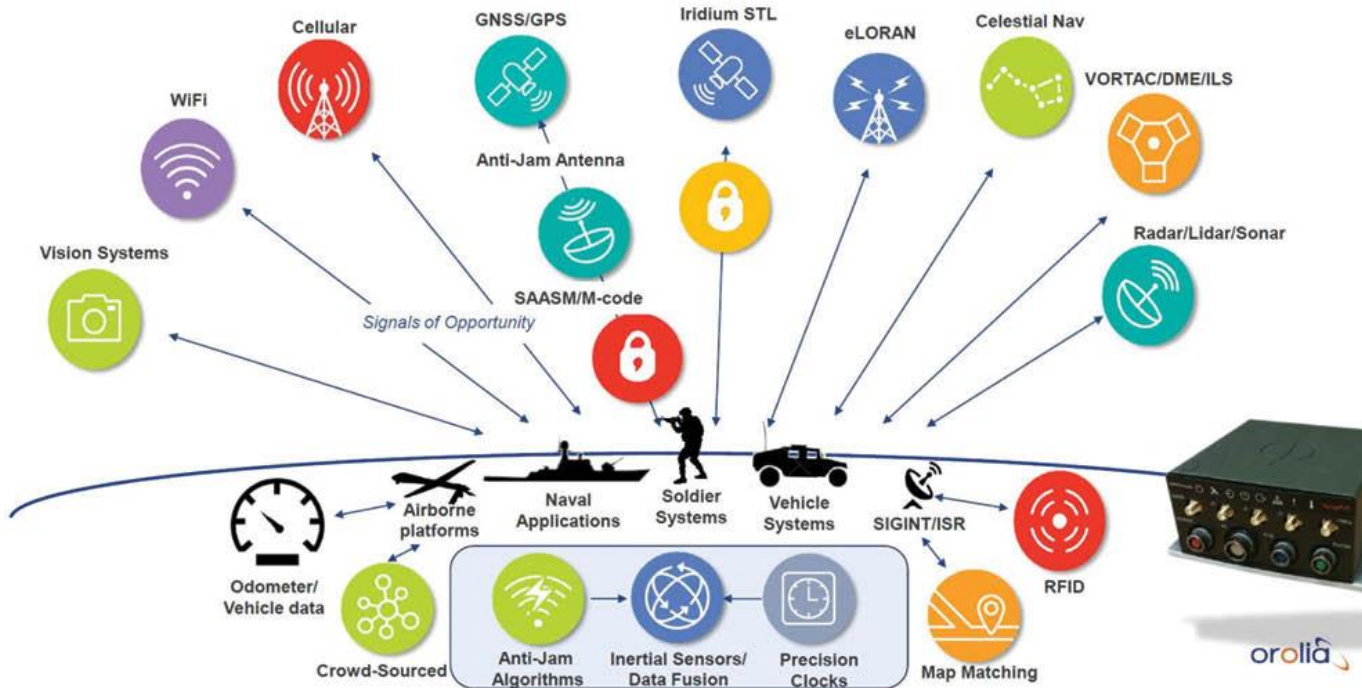 Iridium STL
GNSS/GPS
eLORAN
Celestial Nav
Cellular
VORTAC/DME/ILS
WiFi
Anti-Jam Antenna
Radar/Lidar/Sonar
Vision Systems
SAASM/M-code
Signals of Opportunity
Airborne
platforms
Naval
Applications
Soldier
Systems
Vehicle
Systems
SIGINT/ISR
Odometer/
Vehicle data
RFID
Crowd-Sourced
Anti-Jam
Algorithms
Inertial Sensors/
Data Fusion
Precision
Clocks
Map Matching
orolia